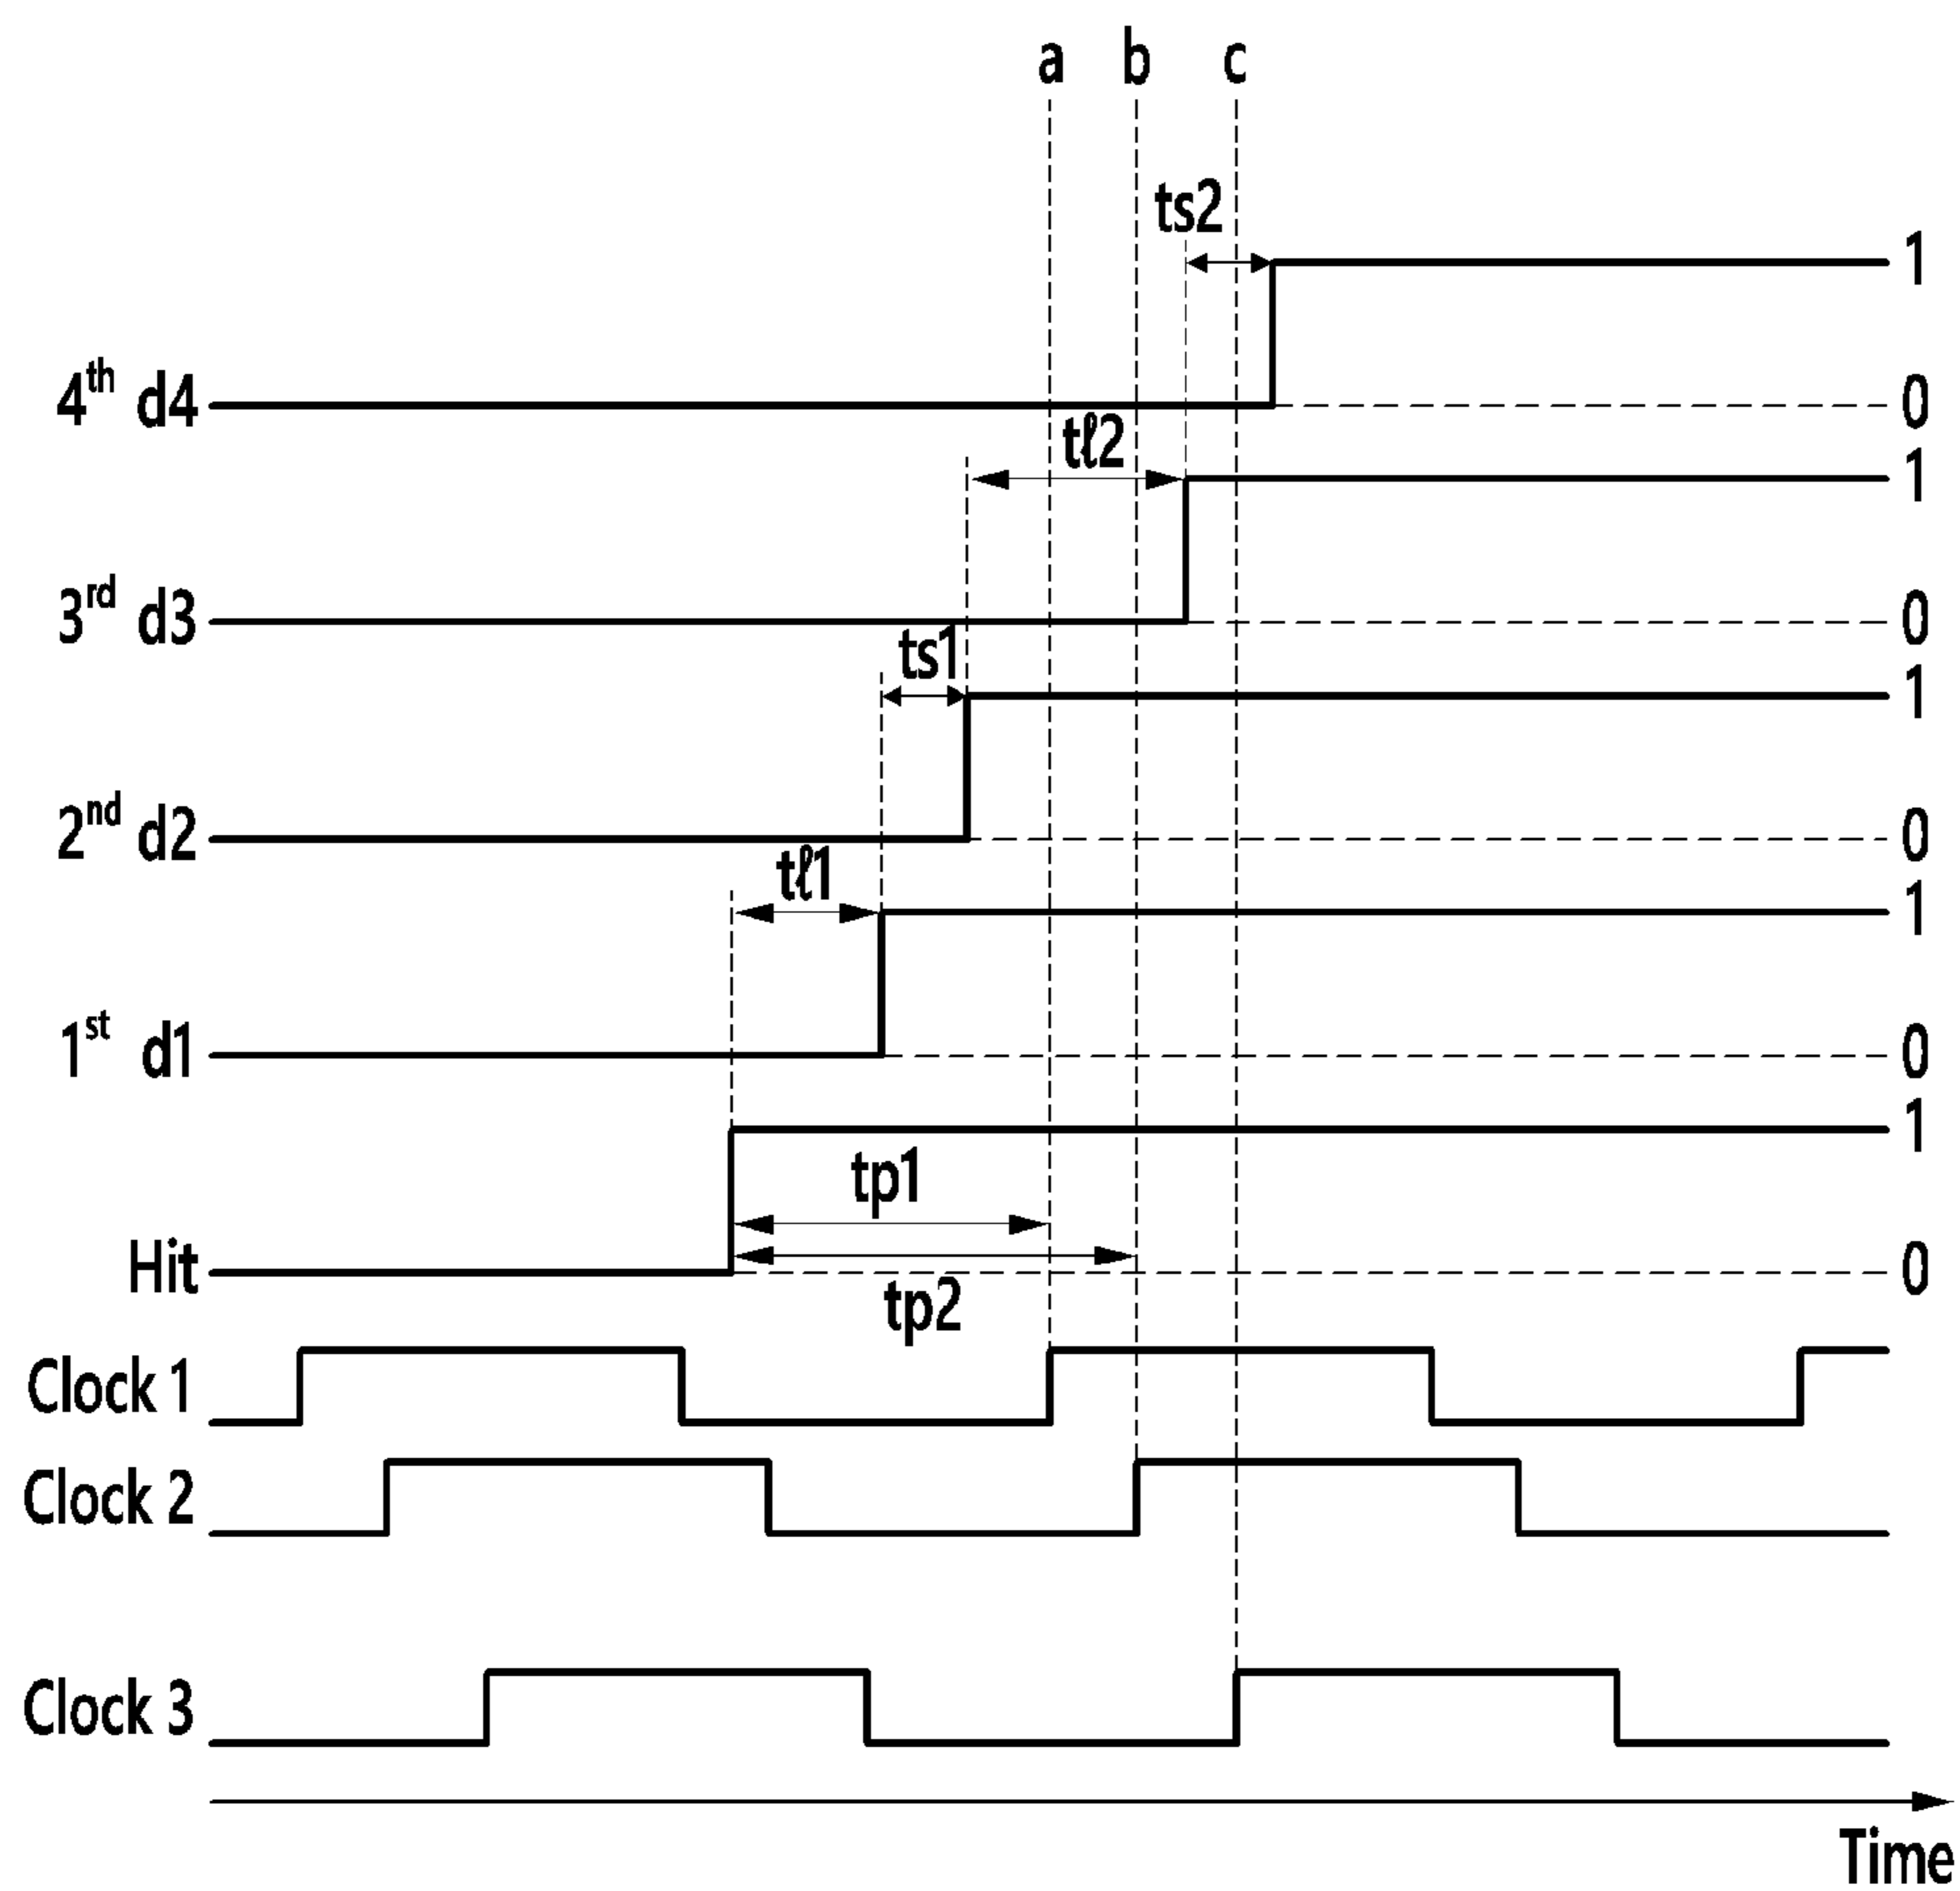 a b c
ts2
1
4th d4 0
tℓ2
1
3rd d3 0
ts1
1
2nd d2 0
tℓ1
1
1st d1 0
1
tp1
Hit 0
tp2
Clock 1
Clock 2
Clock 3
Time